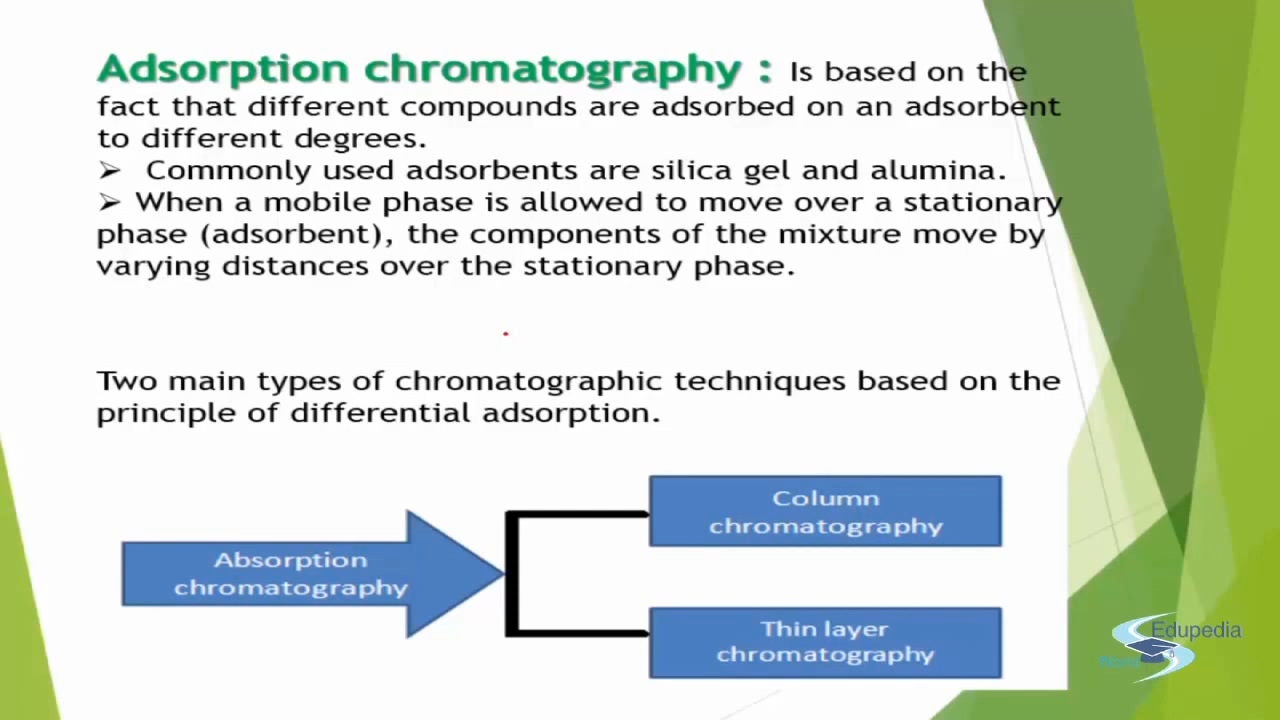 Adsorption chromatography : Is based on the
fact that different compounds are adsorbed on an adsorbent
to different degrees.
➢ Commonly used adsorbents are silica gel and alumina.
➢ When a mobile phase is allowed to move over a stationary
phase (adsorbent), the components of the mixture move by
varying distances over the stationary phase.
Two main types of chromatographic techniques based on the
principle of differential adsorption.
Column
chromatography
Absorption
chromatography
Thin layer
chromatography
Edupedia
World